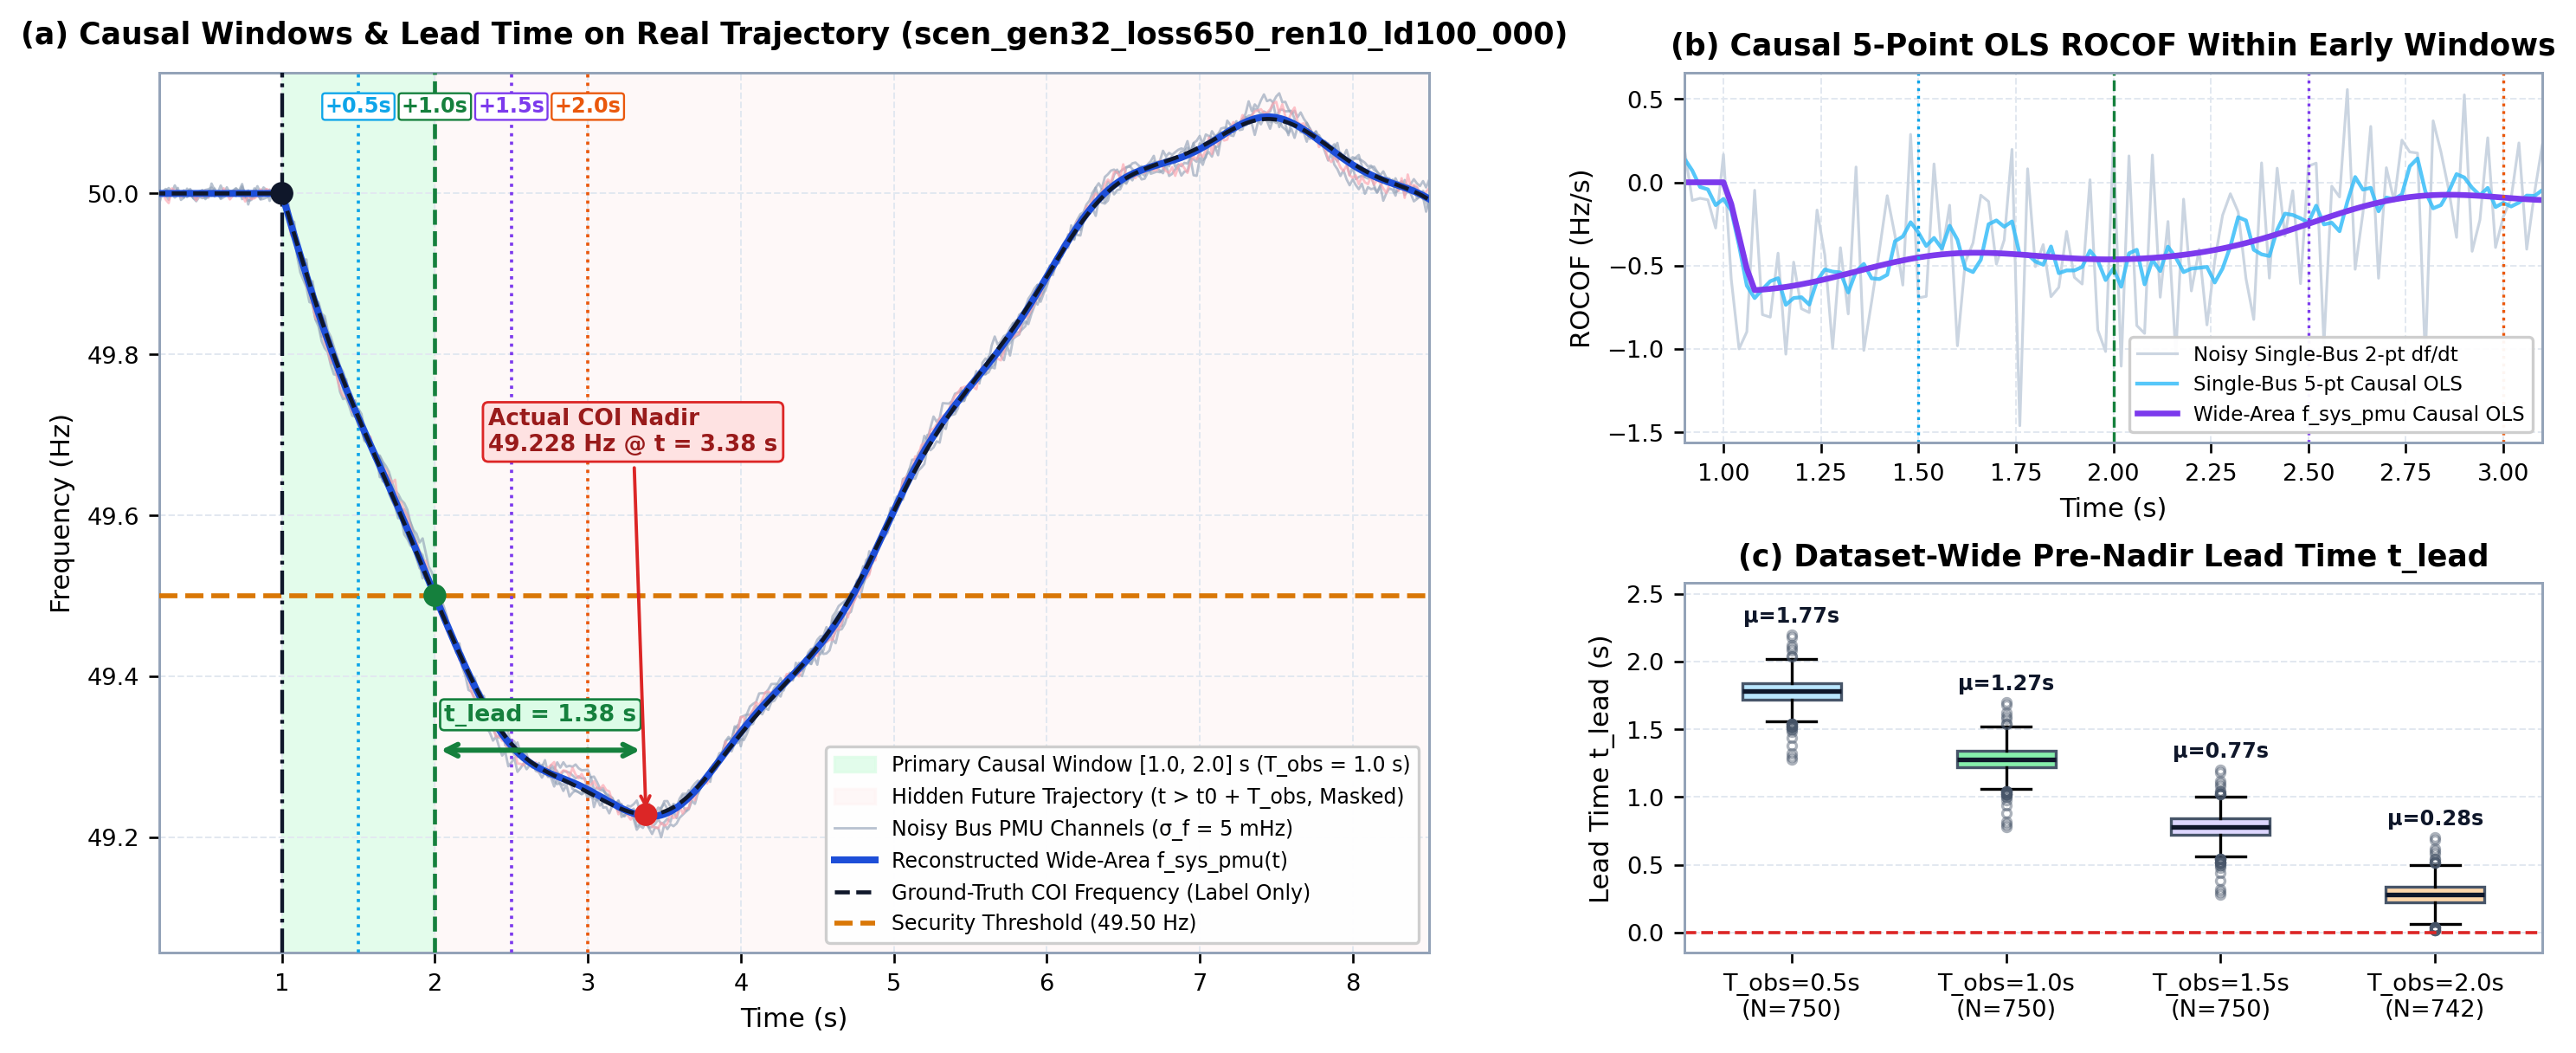 (a) Causal Windows & Lead Time on Real Trajectory (scen_gen32_loss650_ren10_ld100_000)
+0.5s
+1.0s
+1.5s
+2.0s
50.0
49.8
49.6
49.4
49.2
Frequency (Hz)
Actual COI Nadir
49.228 Hz @ t = 3.38 s
t_lead = 1.38 s
Primary Causal Window [1.0, 2.0] s (T_obs = 1.0 s)
Hidden Future Trajectory (t > t0 + T_obs, Masked)
Noisy Bus PMU Channels (σ_f = 5 mHz)
Reconstructed Wide-Area f_sys_pmu(t)
Ground-Truth COI Frequency (Label Only)
Security Threshold (49.50 Hz)
1 2 3 4 5 6 7 8
Time (s)
(b) Causal 5-Point OLS ROCOF Within Early Windows
0.5
0.0
−0.5
−1.0
−1.5
ROCOF (Hz/s)
Noisy Single-Bus 2-pt df/dt
Single-Bus 5-pt Causal OLS
Wide-Area f_sys_pmu Causal OLS
1.00 1.25 1.50 1.75 2.00 2.25 2.50 2.75 3.00
Time (s)
(c) Dataset-Wide Pre-Nadir Lead Time t_lead
2.5
2.0
1.5
1.0
0.5
0.0
Lead Time t_lead (s)
μ=1.77s
μ=1.27s
μ=0.77s
μ=0.28s
T_obs=0.5s
(N=750)
T_obs=1.0s
(N=750)
T_obs=1.5s
(N=750)
T_obs=2.0s
(N=742)